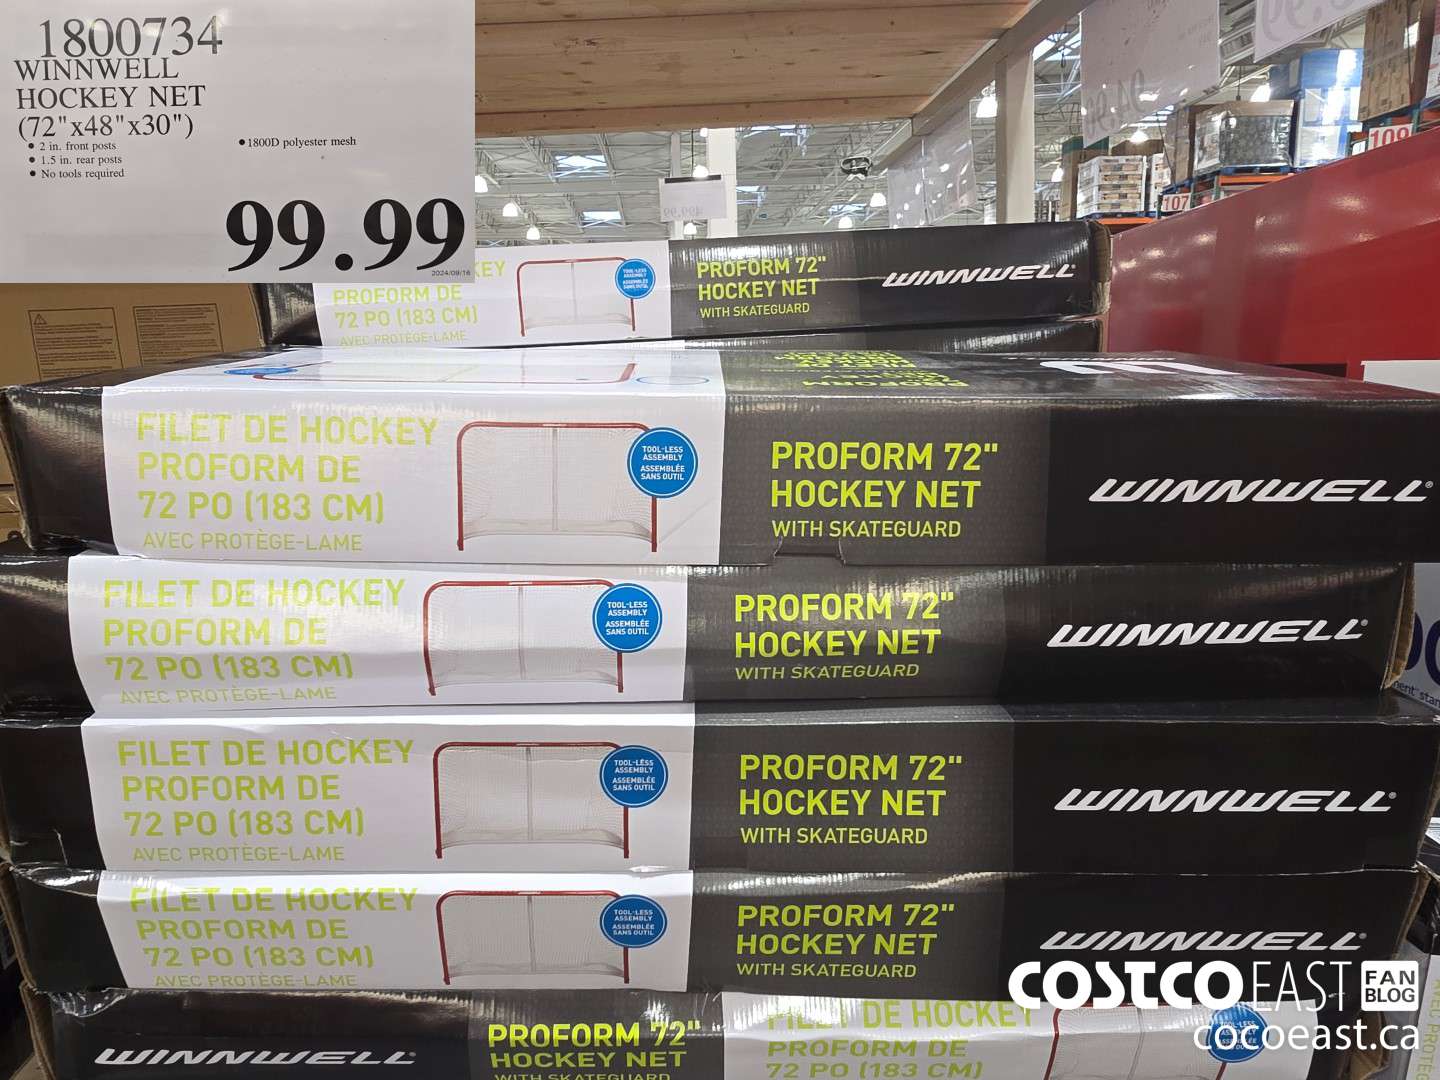 1800734
WINNWELL
HOCKEY NET
(72"x48"x30")
• 2 in. front posts
• 1.5 in. rear posts
• No tools required
• 1800D polyester mesh
99.99
2024/09/16
107
109
KEY
PROFORM DE
72 PO (183 CM)
AVEC PROTÈGE-LAME
TOOL-LESS
ASSEMBLY
ASSEMBLÉE
SANS OUTIL
PROFORM 72"
HOCKEY NET
WITH SKATEGUARD
WINNWELL
FILET DE HOCKEY
PROFORM DE
72 PO (183 CM)
AVEC PROTÈGE-LAME
TOOL-LESS
ASSEMBLY
ASSEMBLÉE
SANS OUTIL
PROFORM 72"
HOCKEY NET
WITH SKATEGUARD
WINNWELL®
FILET DE HOCKEY
PROFORM DE
72 PO (183 CM)
AVEC PROTÈGE-LAME
TOOL-LESS
ASSEMBLY
ASSEMBLÉE
SANS OUTIL
PROFORM 72"
HOCKEY NET
WITH SKATEGUARD
WINNWELL®
FILET DE HOCKEY
PROFORM DE
72 PO (183 CM)
AVEC PROTÈGE-LAME
TOOL-LESS
ASSEMBLY
ASSEMBLÉE
SANS OUTIL
PROFORM 72"
HOCKEY NET
WITH SKATEGUARD
WINNWELL®
FILET DE HOCKEY
PROFORM DE
72 PO (183 CM)
AVEC PROTÈGE-LAME
TOOL-LESS
ASSEMBLY
ASSEMBLÉE
SANS OUTIL
PROFORM 72"
HOCKEY NET
WITH SKATEGUARD
WINNWELL®
WINNWELL
PROFORM 72"
HOCKEY NET
WITH SKATEGUARD
FILET DE HOCKEY
PROFORM DE
72 PO (183 CM)
COSTCO EAST FAN BLOG
cocoeast.ca